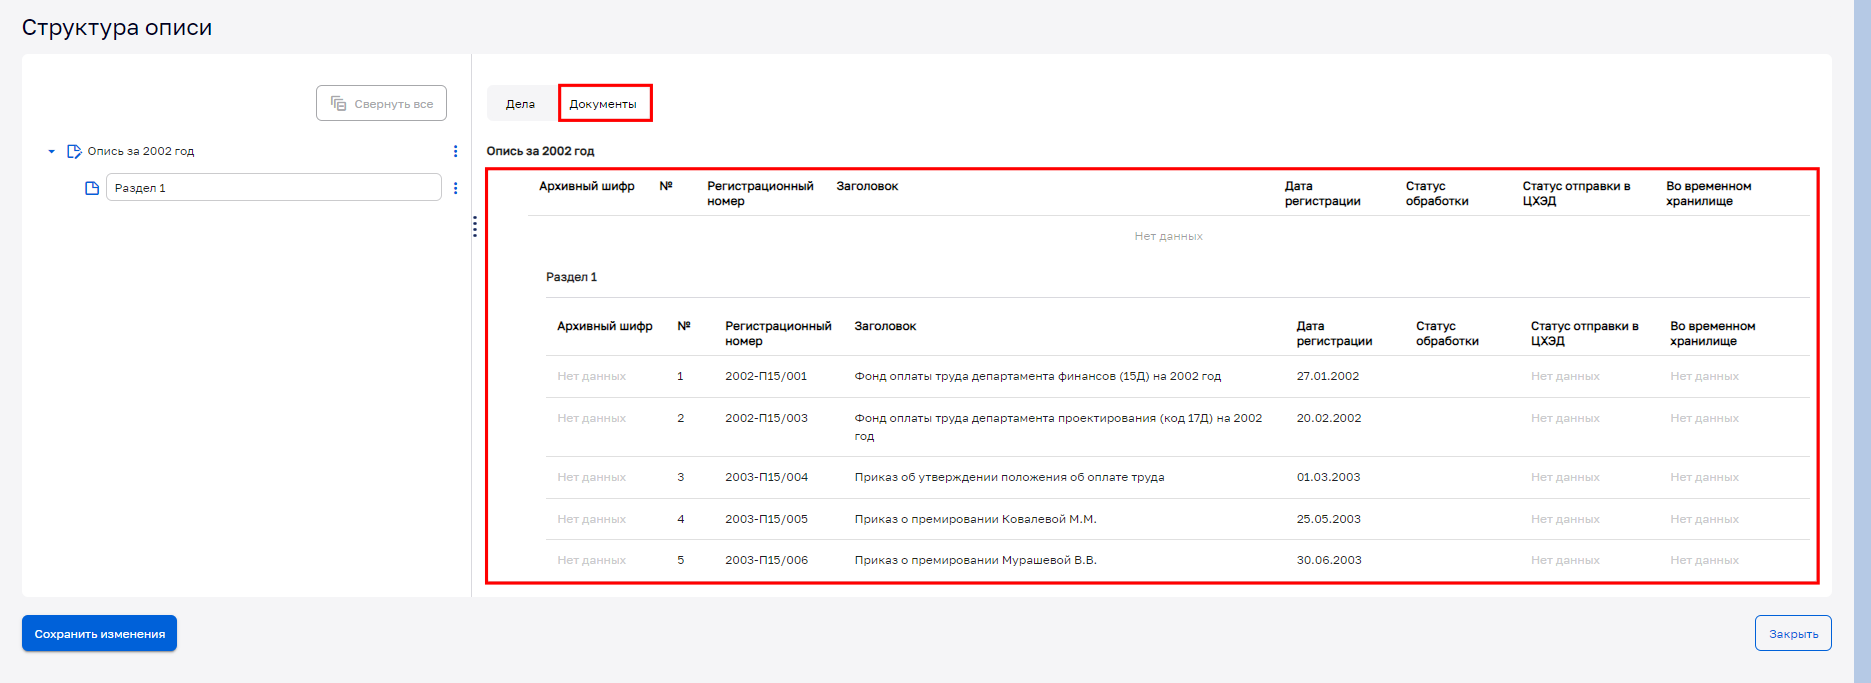 Структура описи
Свернуть все
Опись за 2002 год
Раздел 1
Дела Документы
Опись за 2002 год
Архивный шифр № Регистрационный номер Заголовок Дата регистрации Статус обработки Статус отправки в ЦХЭД Во временном хранилище
Нет данных
Раздел 1
Архивный шифр № Регистрационный номер Заголовок Дата регистрации Статус обработки Статус отправки в ЦХЭД Во временном хранилище
Нет данных 1 2002-П15/001 Фонд оплаты труда департамента финансов (15Д) на 2002 год 27.01.2002 Нет данных Нет данных
Нет данных 2 2002-П15/003 Фонд оплаты труда департамента проектирования (код 17Д) на 2002 год 20.02.2002 Нет данных Нет данных
Нет данных 3 2003-П15/004 Приказ об утверждении положения об оплате труда 01.03.2003 Нет данных Нет данных
Нет данных 4 2003-П15/005 Приказ о премировании Ковалевой М.М. 25.05.2003 Нет данных Нет данных
Нет данных 5 2003-П15/006 Приказ о премировании Мурашевой В.В. 30.06.2003 Нет данных Нет данных
Сохранить изменения
Закрыть